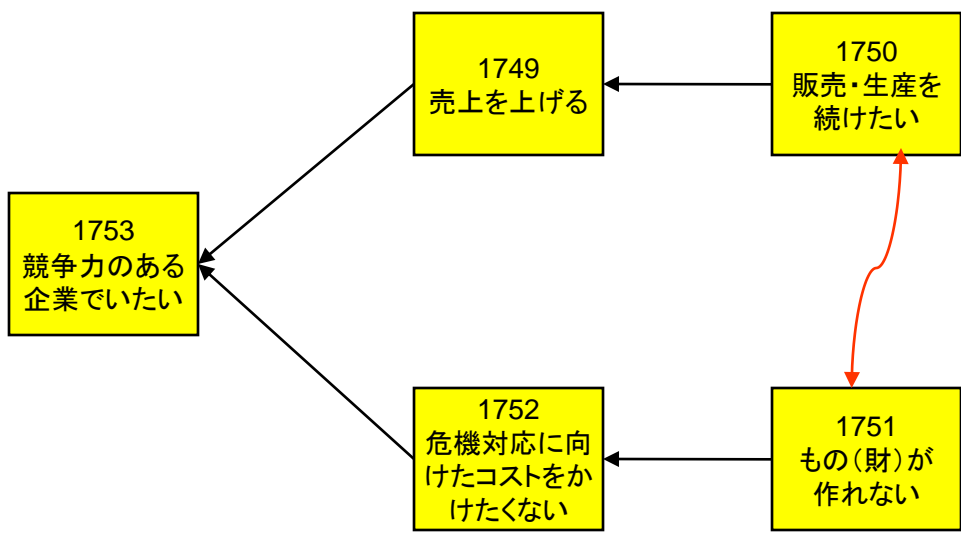 1749
売上を上げる
1750
販売・生産を
続けたい
1753
競争力のある
企業でいたい
1752
危機対応に向
けたコストをか
けたくない
1751
もの(財)が
作れない